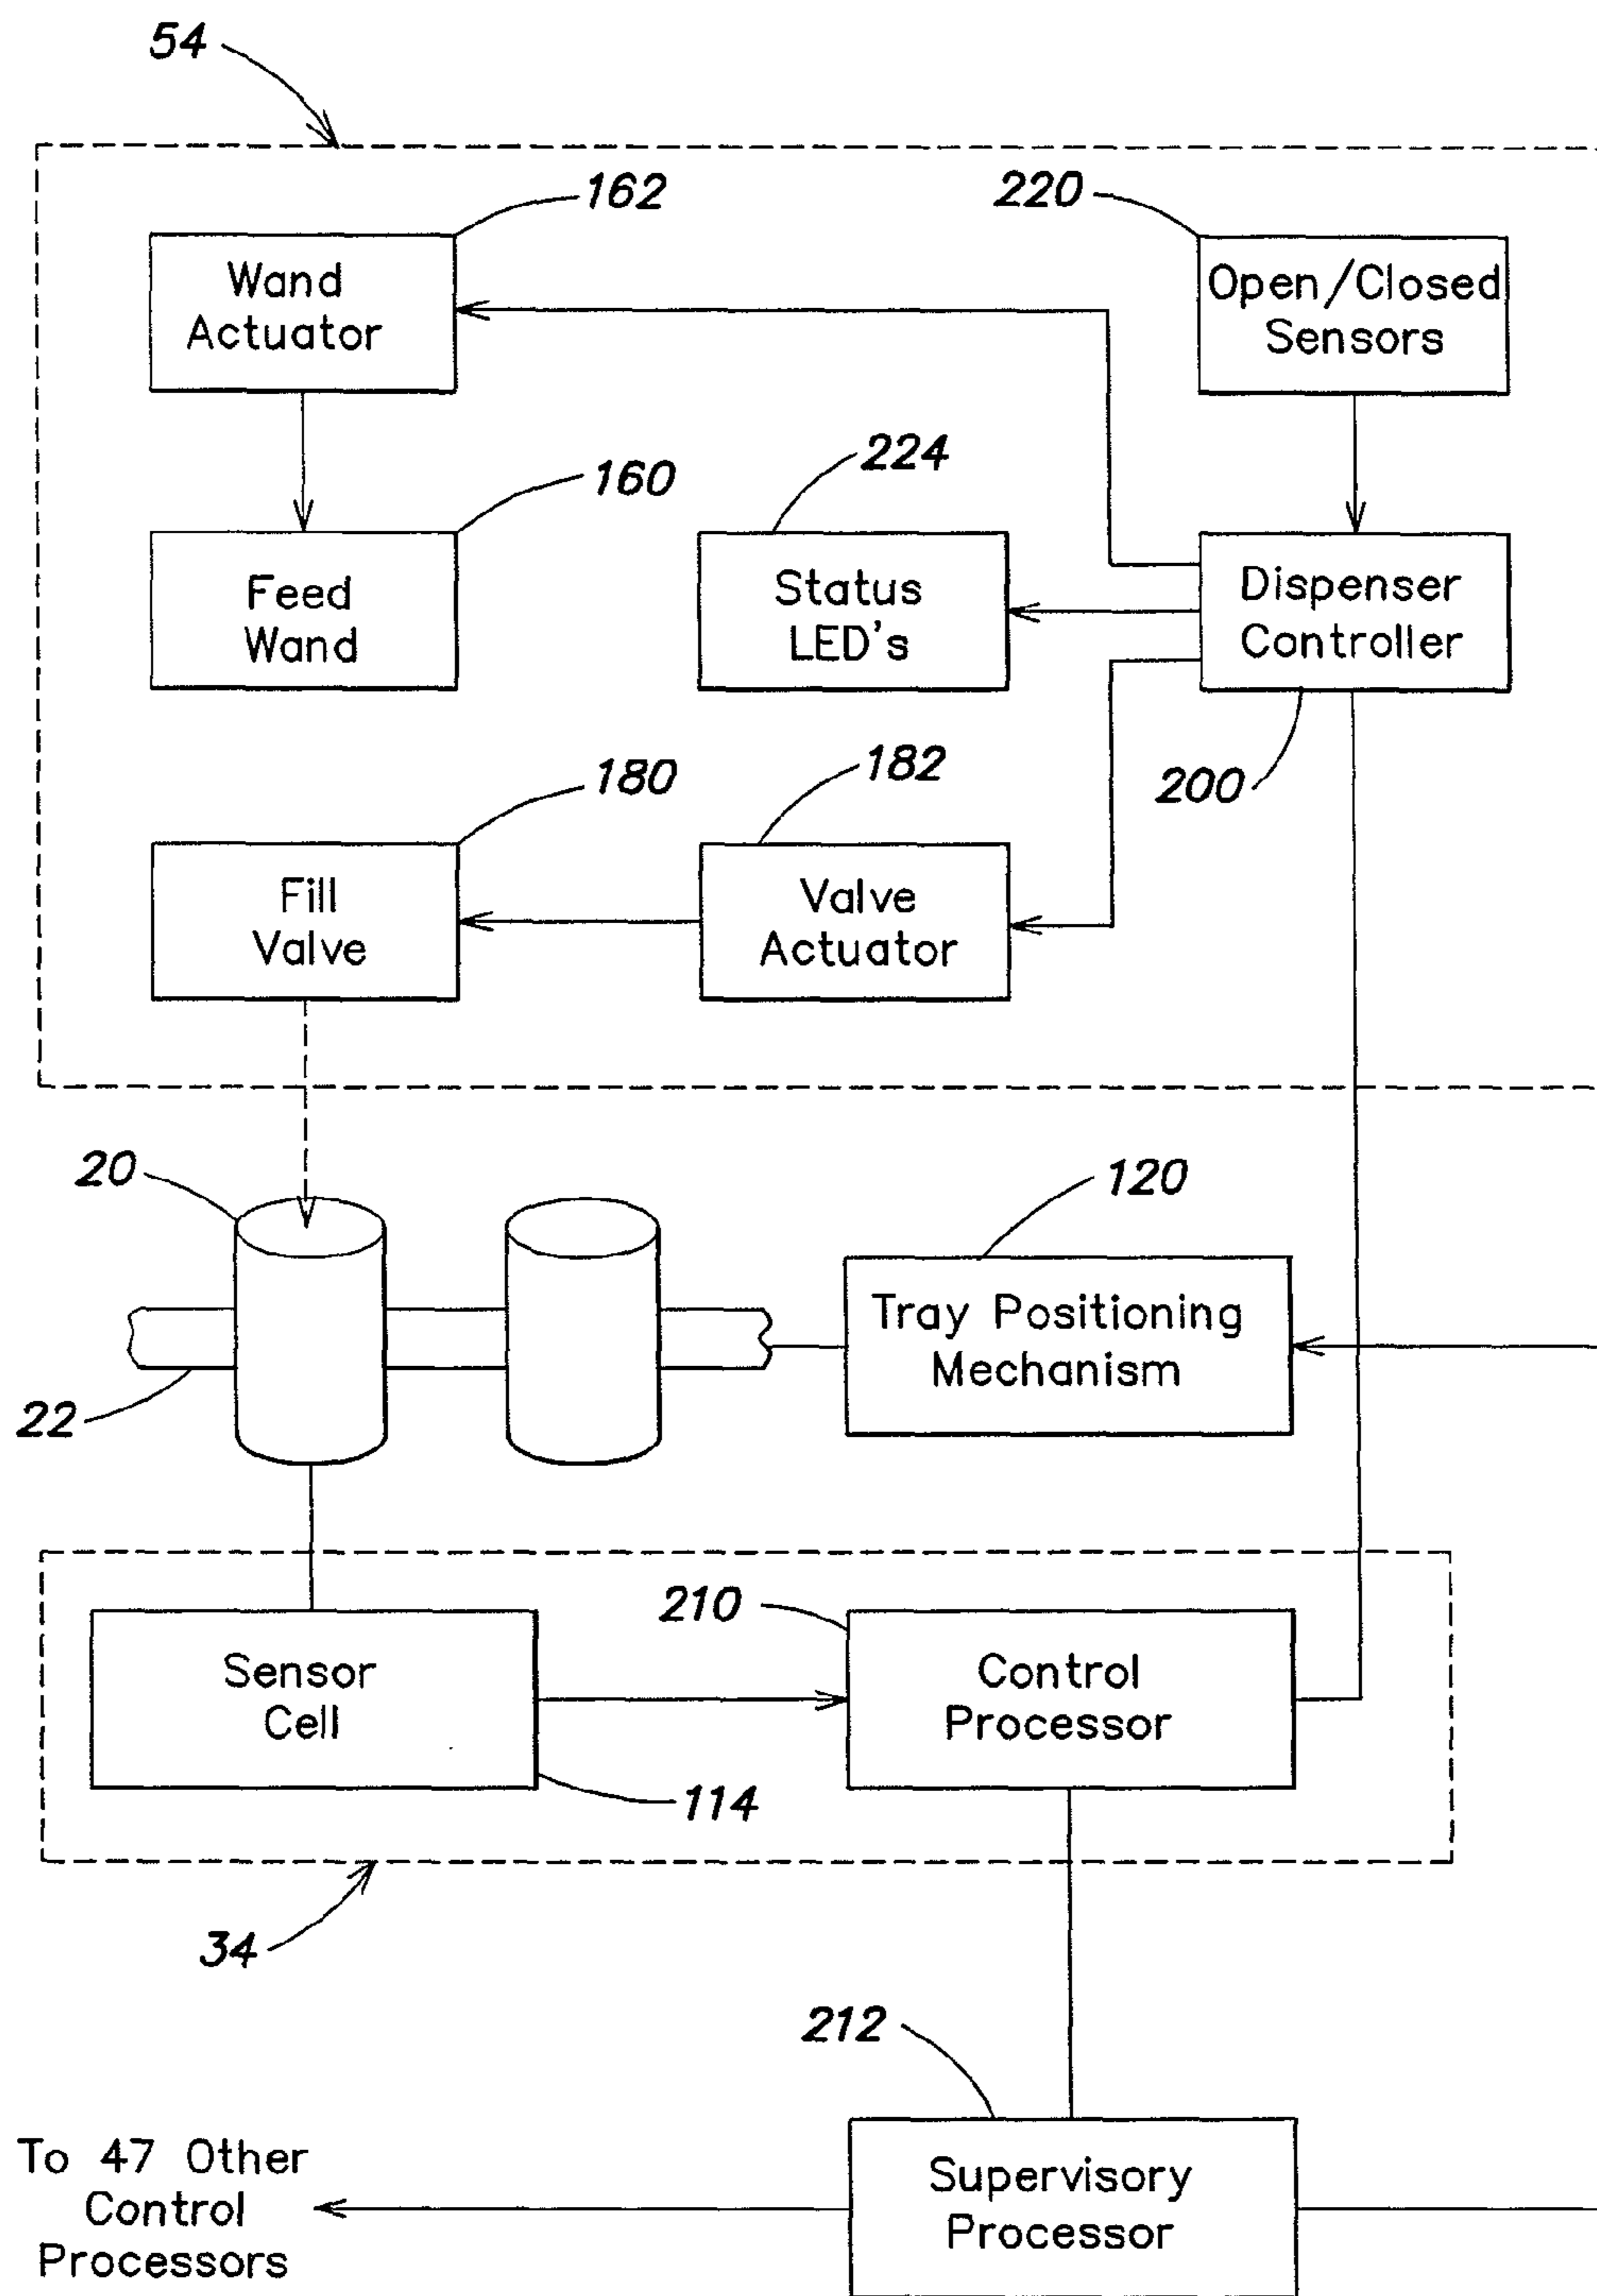 54
162
220
Wand
Actuator
Open/Closed
Sensors
224
160
Feed
Wand
Status
LED's
Dispenser
Controller
180
182
200
Fill
Valve
Valve
Actuator
20
120
Tray Positioning
Mechanism
22
210
Sensor
Cell
Control
Processor
114
34
212
To 47 Other
Control
Processors
Supervisory
Processor